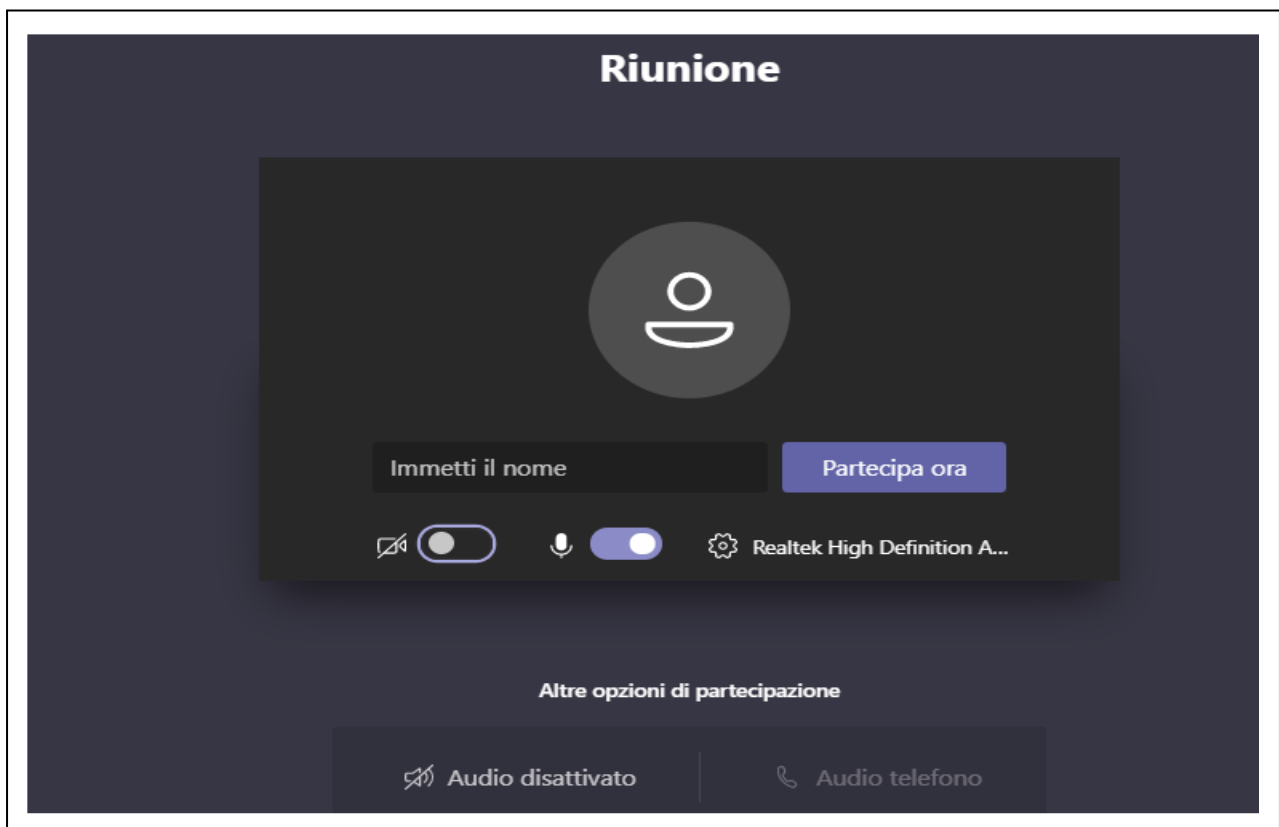 Riunione
Immetti il nome
Partecipa ora
Realtek High Definition A...
Altre opzioni di partecipazione
Audio disattivato
Audio telefono